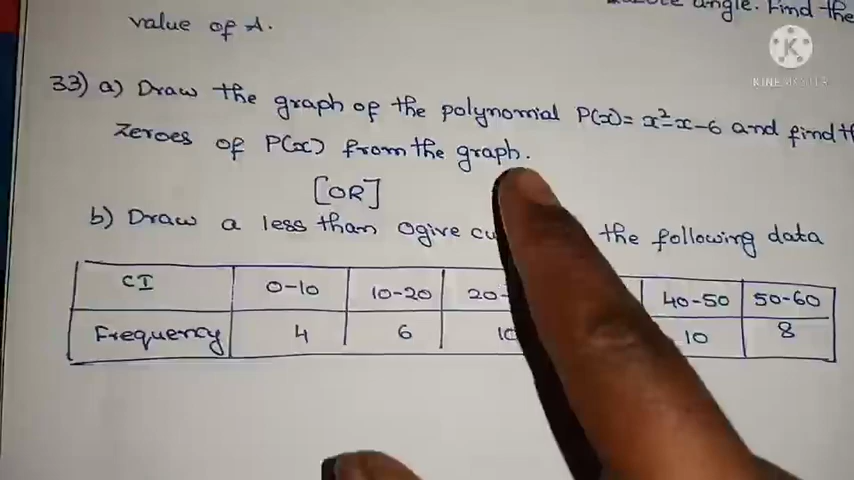 angle. Find the
value of A.
33) a) Draw the graph of the polynomial P(x)= x²-x-6 and find th
Zeroes of P(x) from the graph.
[OR]
b) Draw a less than ogive cu the following data
CI 0-10 10-20 20- 40-50 50-60
Frequency 4 6 10 10 8
K
KINEMASTER